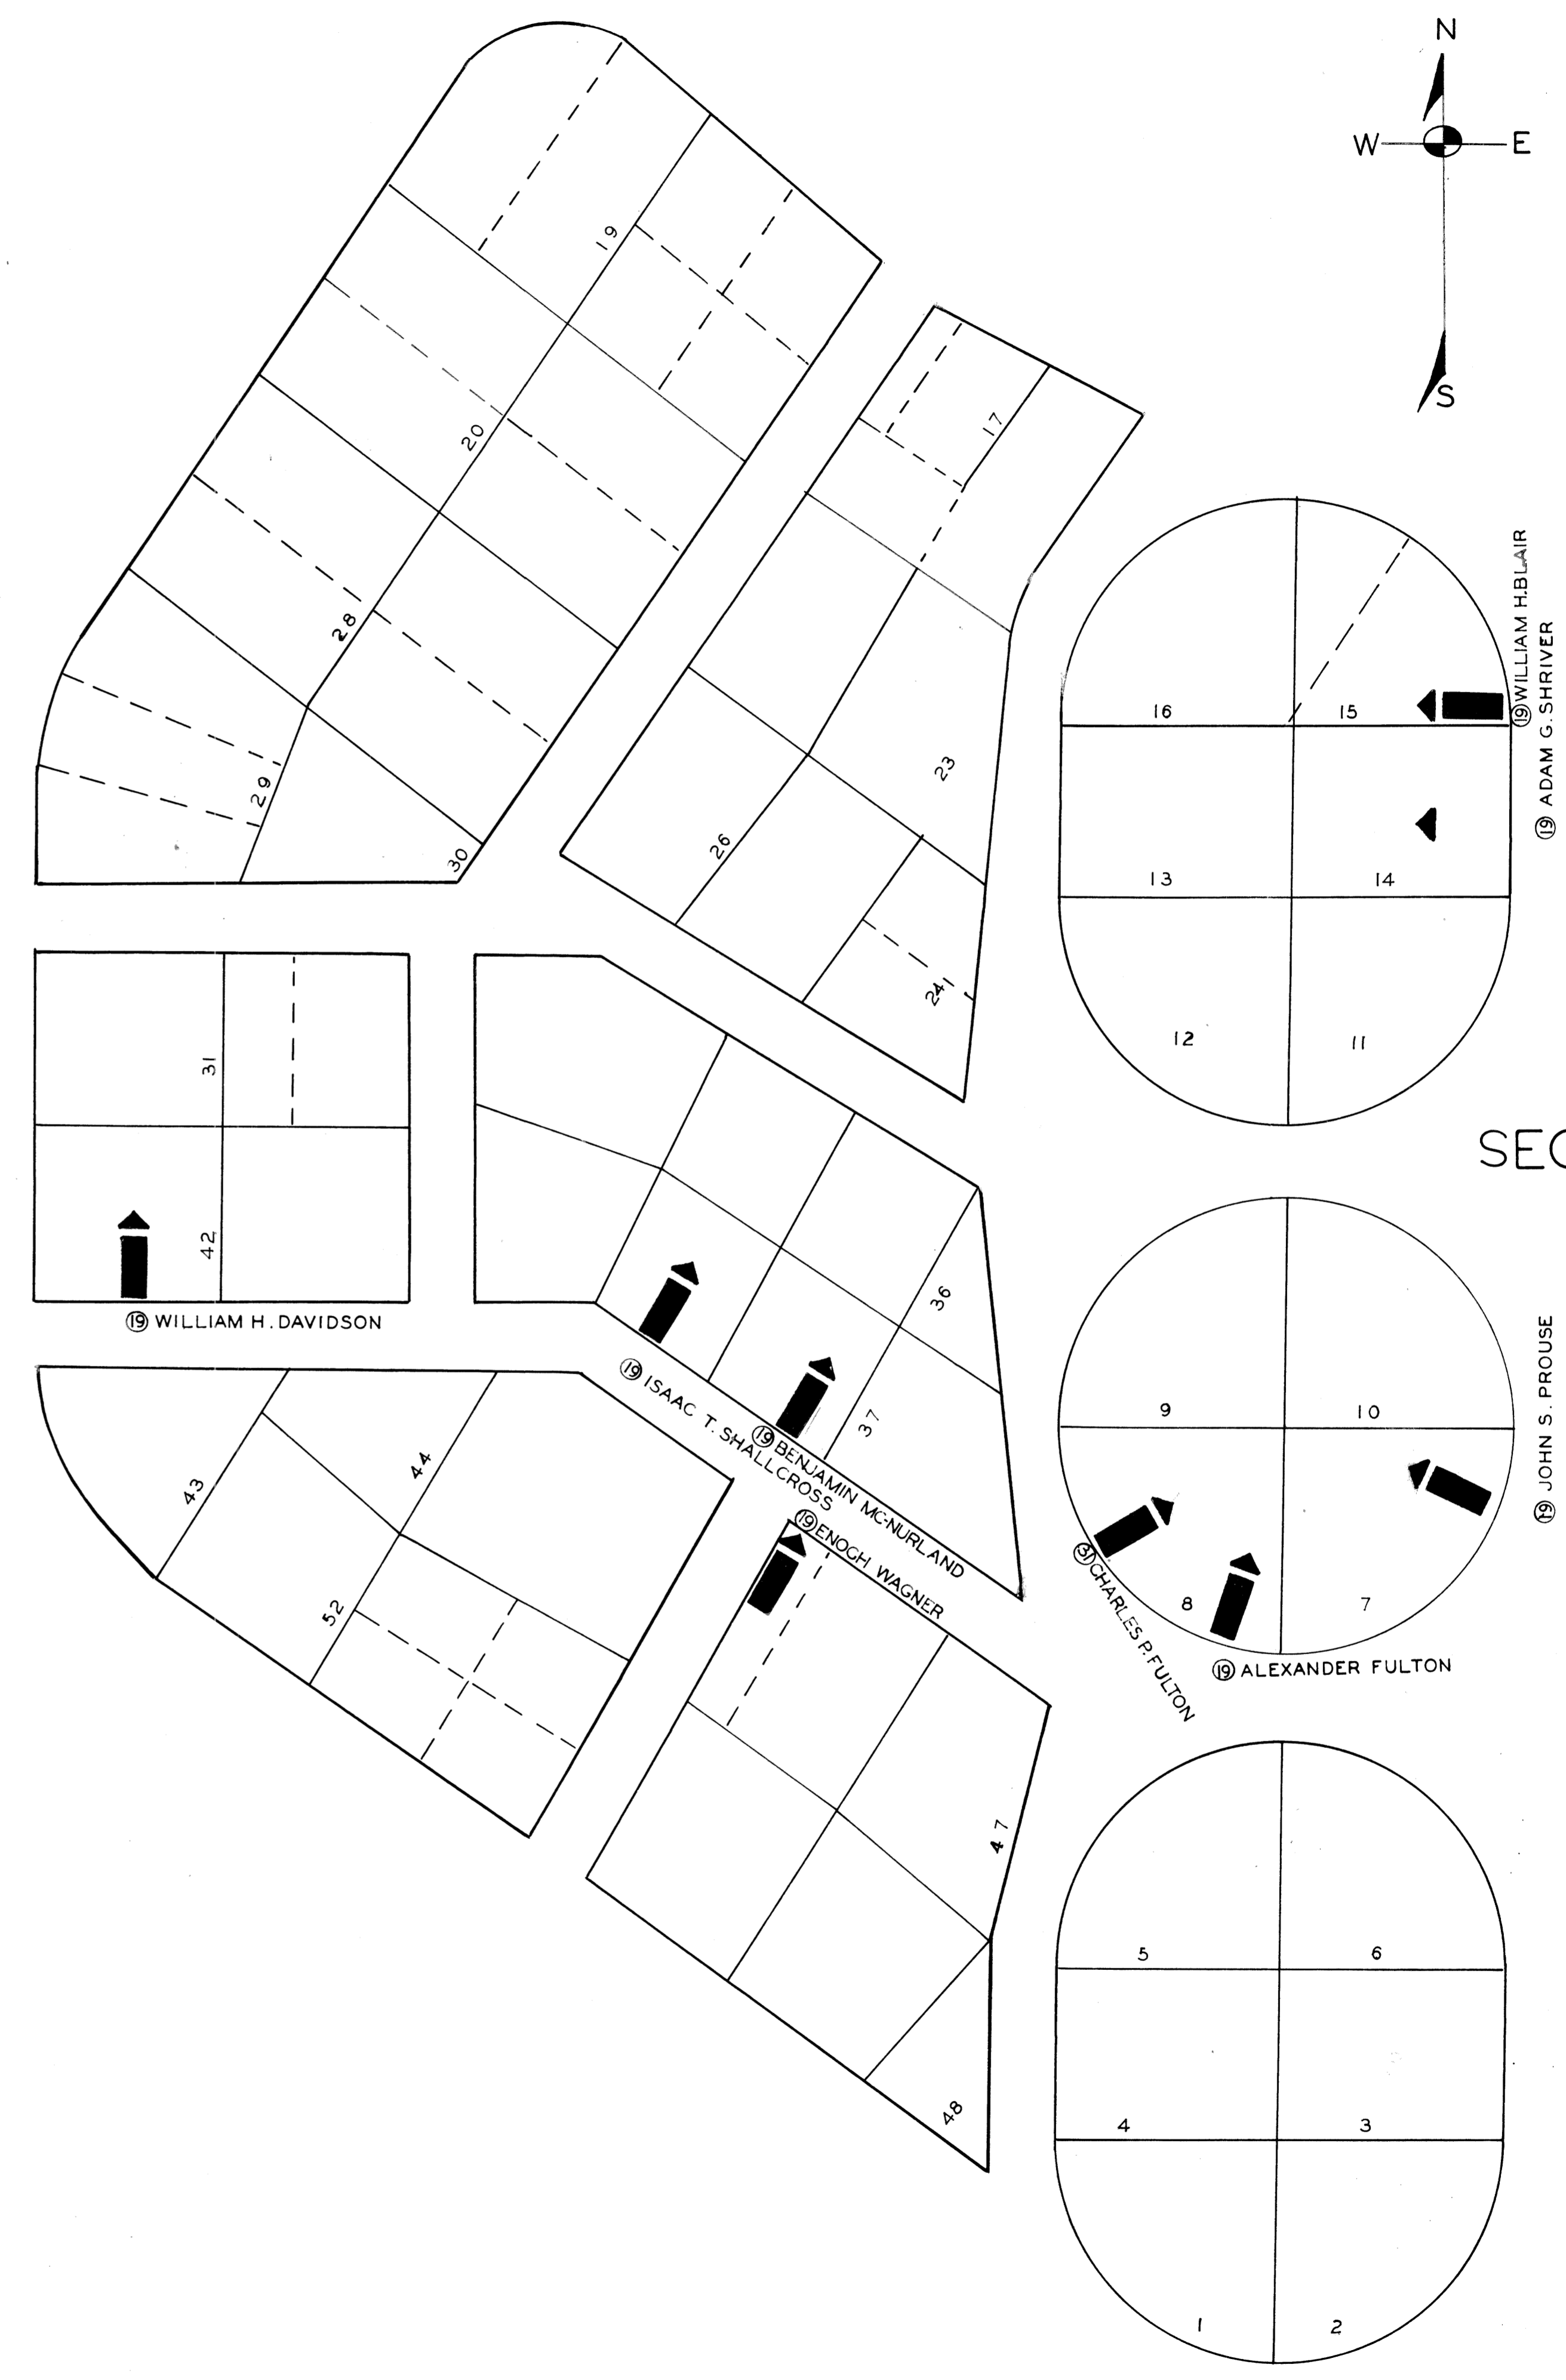 N
W E
S
19
17
20
⑲ WILLIAM H.BLAIR
⑲ ADAM G. SHRIVER
28
16 15
23
29
26
30
13 14
241
12 11
31
SEC
42
36
⑲ WILLIAM H. DAVIDSON
⑲ ISAAC T. SHALLCROSS
⑲ BENJAMIN MC-NURLAND
37
9 10
⑲ JOHN S. PROUSE
44
43
⑲ ENOCH WAGNER
㉛ CHARLES P. FULTON
8 7
52
⑲ ALEXANDER FULTON
47
5 6
48
4 3
1 2